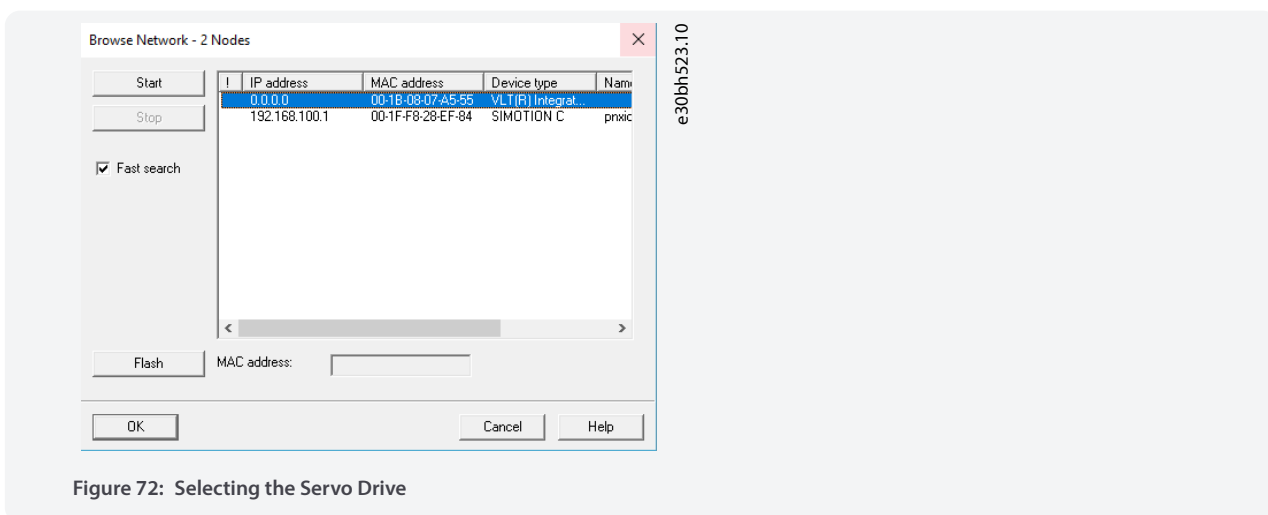 Browse Network - 2 Nodes
e30bh523.10
Start
! IP address MAC address Device type Nam
0.0.0.0 00-1B-08-07-A5-55 VLT(R) Integrat...
Stop
192.168.100.1 00-1F-F8-28-EF-84 SIMOTION C pnxic
Fast search
Flash MAC address:
OK Cancel Help
Figure 72: Selecting the Servo Drive